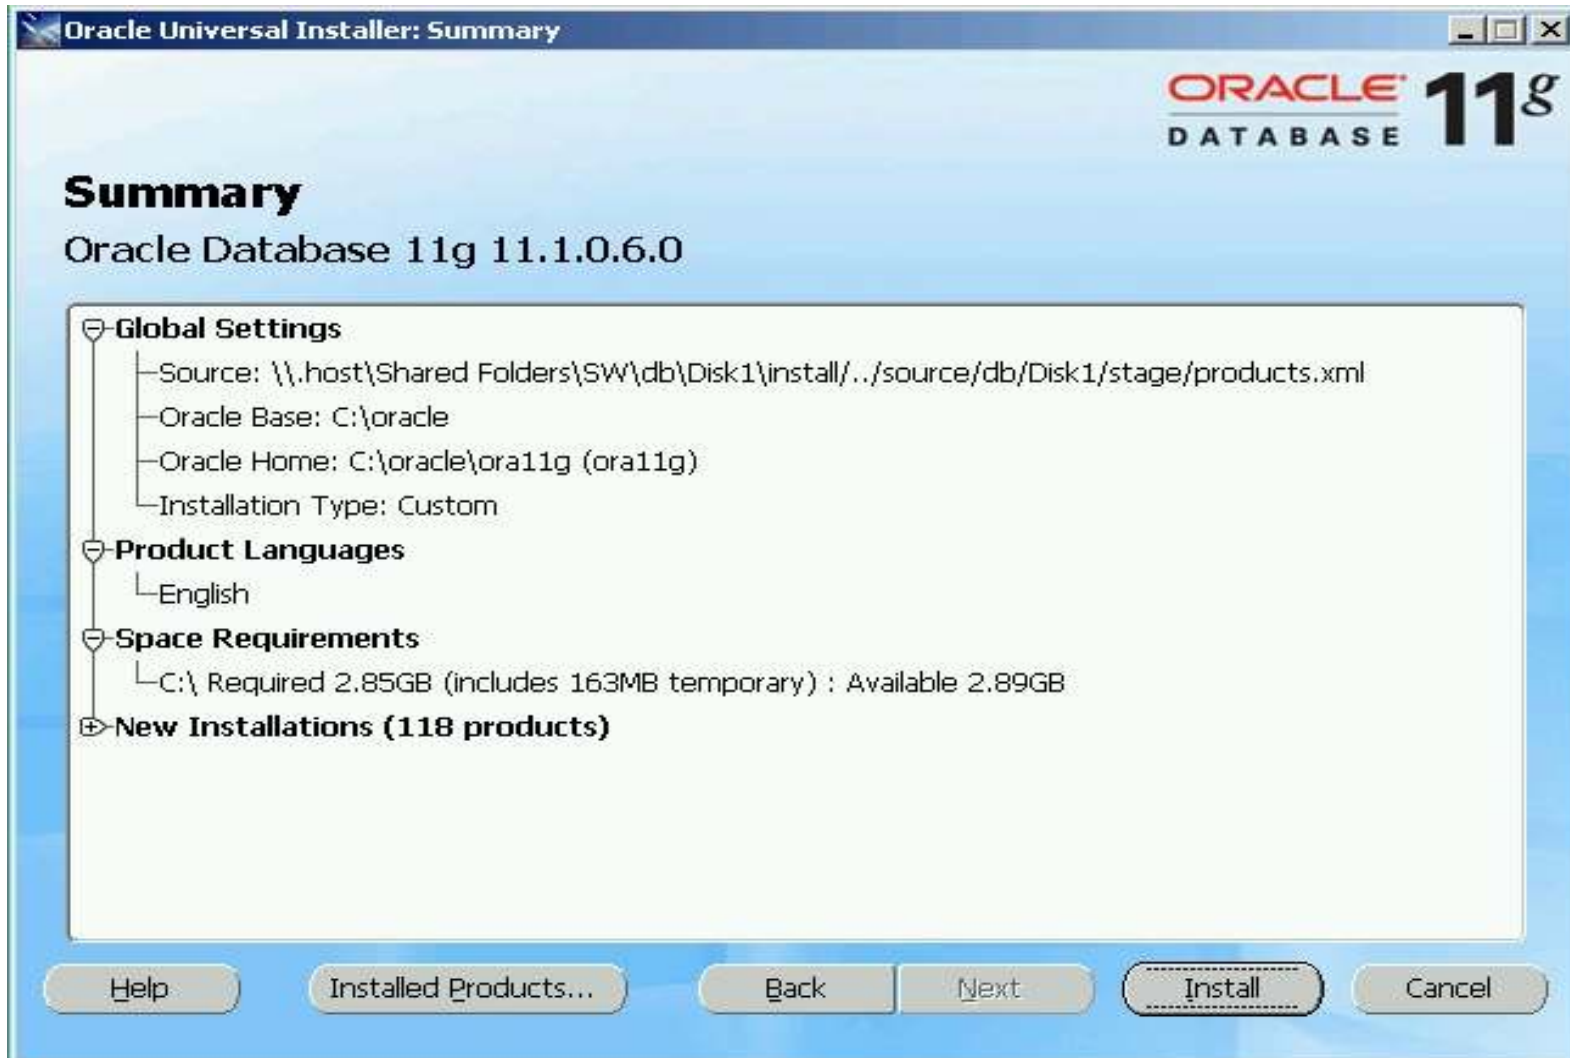 Oracle Universal Installer: Summary
ORACLE 11g
DATABASE
Summary
Oracle Database 11g 11.1.0.6.0
Global Settings
Source: \\.host\Shared Folders\SW\db\Disk1\install/../source/db/Disk1/stage/products.xml
Oracle Base: C:\oracle
Oracle Home: C:\oracle\ora11g (ora11g)
Installation Type: Custom
Product Languages
English
Space Requirements
C:\ Required 2.85GB (includes 163MB temporary) : Available 2.89GB
New Installations (118 products)
Help Installed Products... Back Next Install Cancel